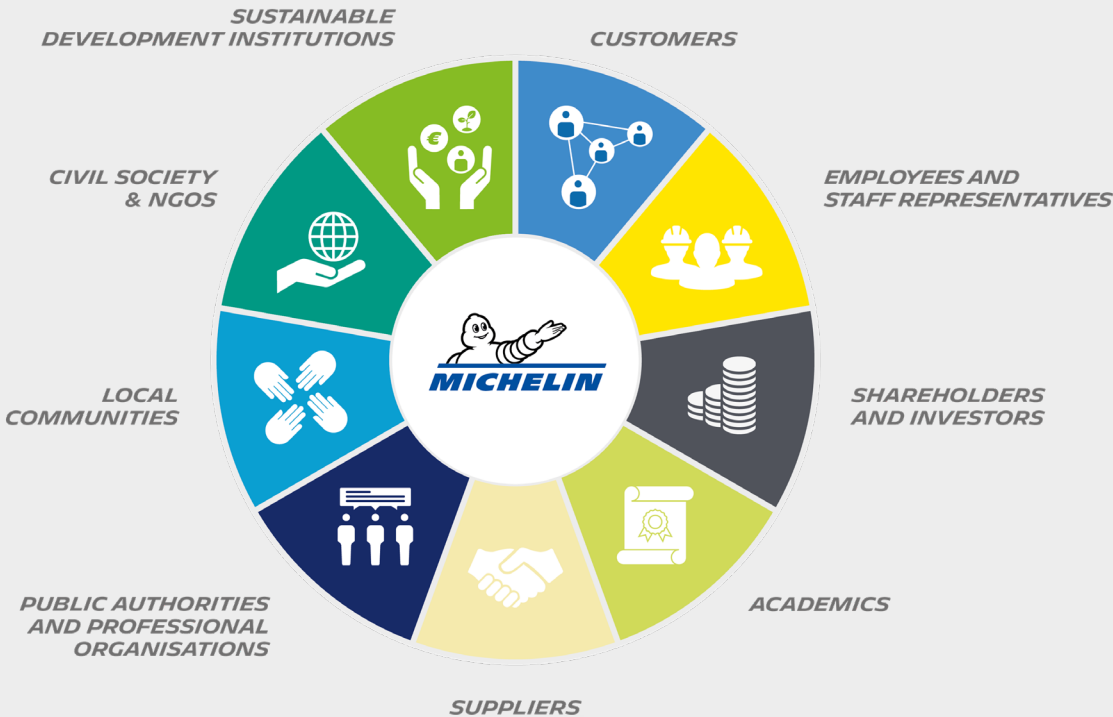 SUSTAINABLE
DEVELOPMENT INSTITUTIONS
CUSTOMERS
CIVIL SOCIETY
& NGOS
EMPLOYEES AND
STAFF REPRESENTATIVES
MICHELIN
LOCAL
COMMUNITIES
SHAREHOLDERS
AND INVESTORS
PUBLIC AUTHORITIES
AND PROFESSIONAL
ORGANISATIONS
ACADEMICS
SUPPLIERS